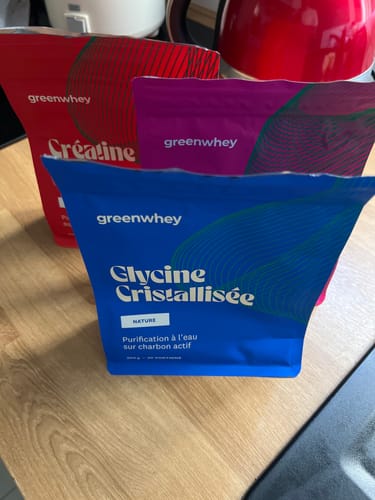 greenwhey
Créatine
greenwhey
greenwhey
Glycine
Cristallisée
NATURE
Purification à l'eau
sur charbon actif